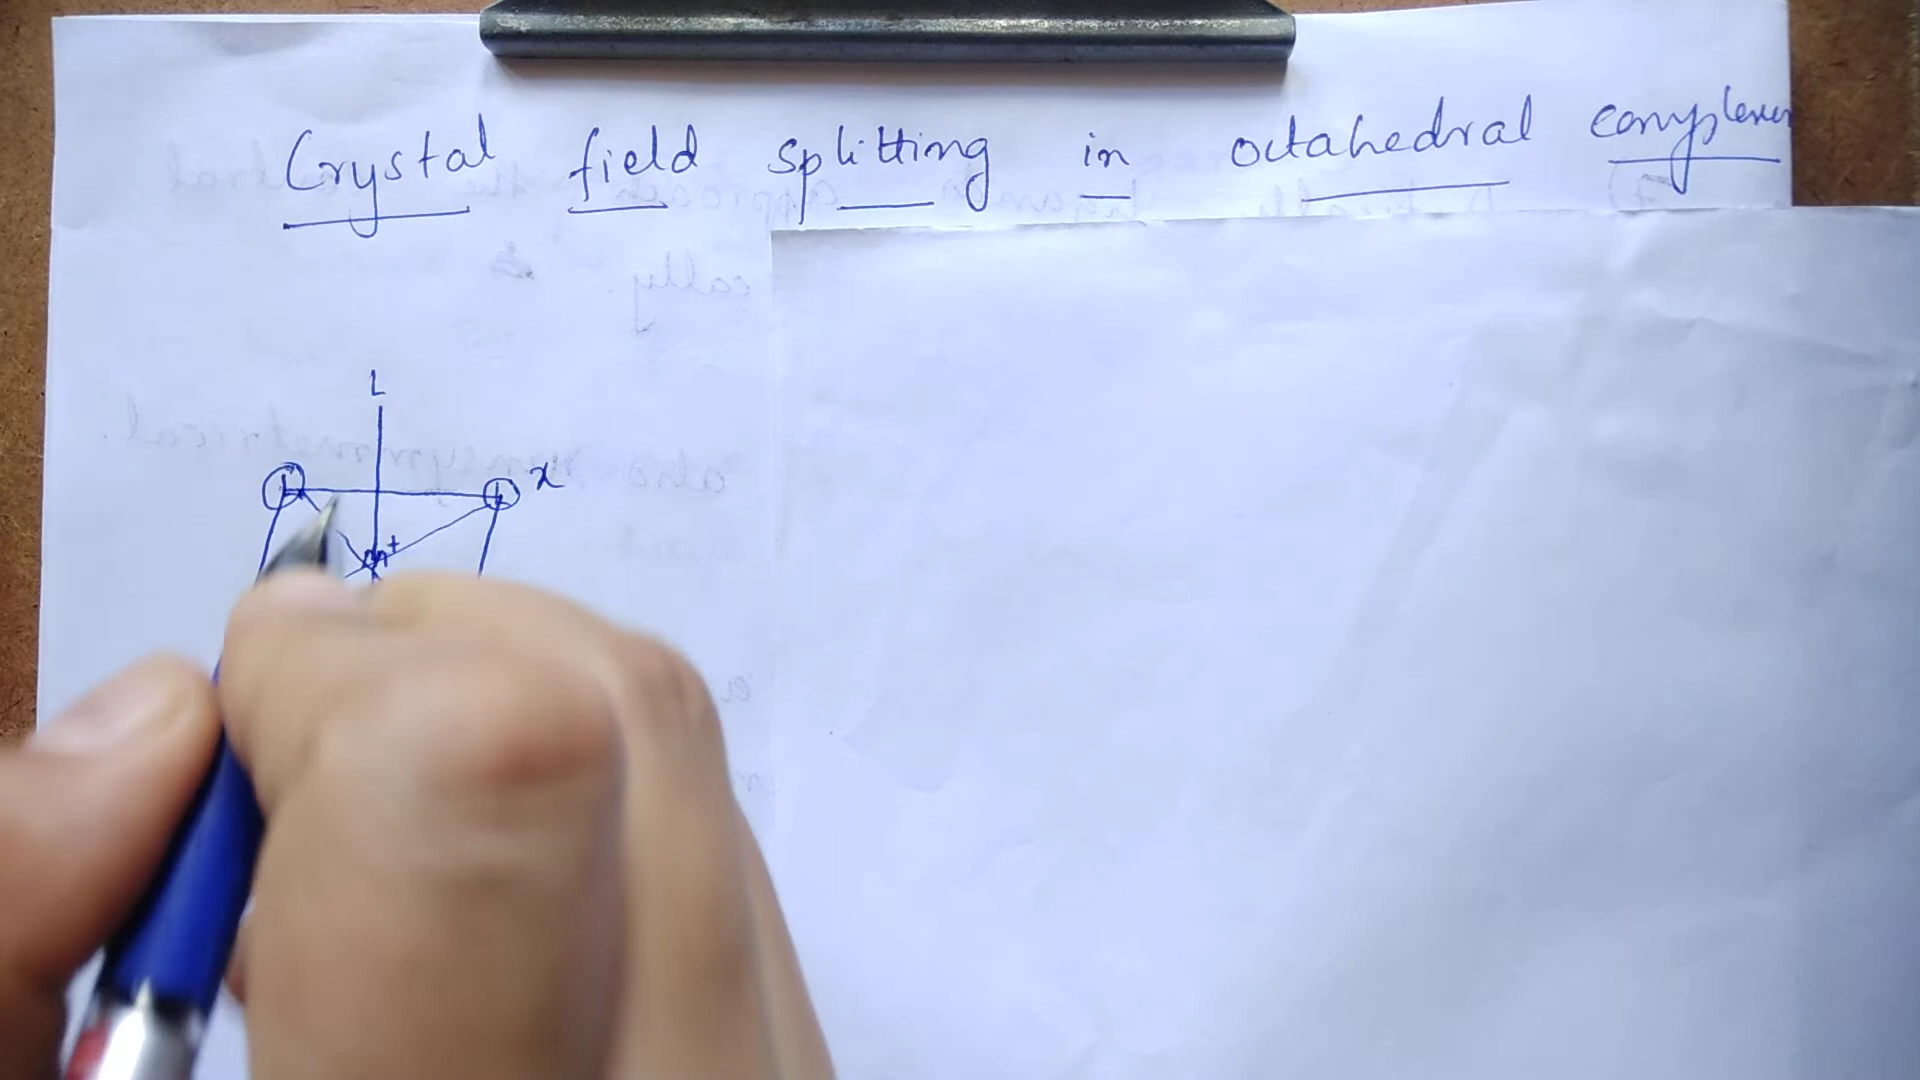 Crystal field splitting in octahedral complexes
L
L L x
M+